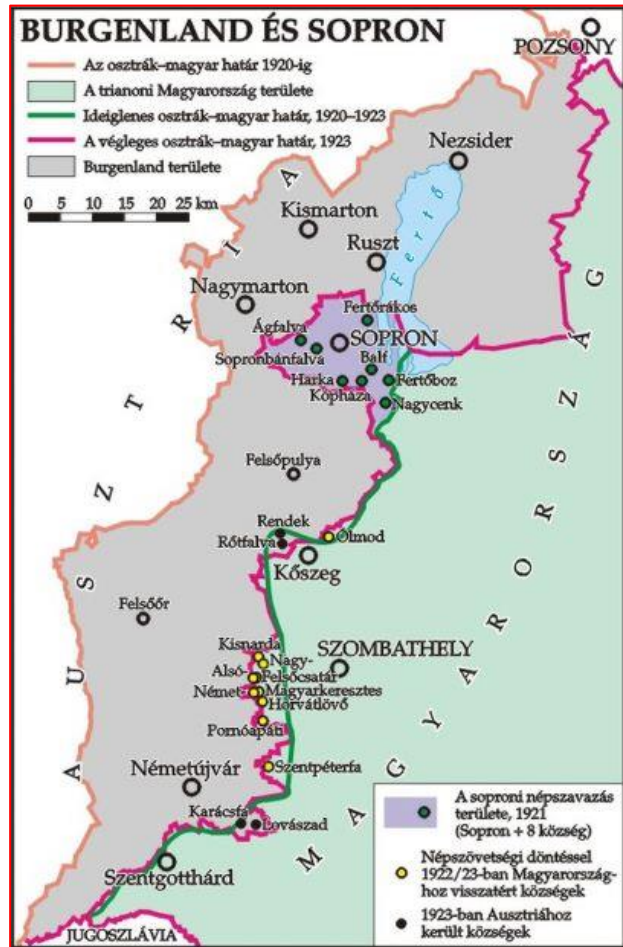 BURGENLAND ÉS SOPRON
Az osztrák–magyar határ 1920-ig
A trianoni Magyarország területe
Ideiglenes osztrák–magyar határ, 1920–1923
A végleges osztrák–magyar határ, 1923
Burgenland területe
0 5 10 15 20 25 km
POZSONY
Nezsider
Kismarton
Ruszt
Fertő
Nagymarton
Fertőrákos
Ágfalva
SOPRON
Sopronbánfalva
Balf
Harka
Fertőboz
Kópháza
Nagycenk
Felsőpulya
Rendek
Rőtfalva
Ólmod
Kőszeg
Felsőőr
Kisnarda
SZOMBATHELY
Nagy-
Alsó-
Felsőcsatár
Német-
Magyarkeresztes
Horvátlövő
Pornóapáti
Szentpéterfa
Németújvár
Karácsfa
Lovászad
Szentgotthárd
JUGOSZLÁVIA
AUSZTRIA
MAGYARORSZÁG
A soproni népszavazás
területe, 1921
(Sopron + 8 község)
Népszövetségi döntéssel
1922/23-ban Magyarország-
hoz visszatért községek
1923-ban Ausztriához
került községek